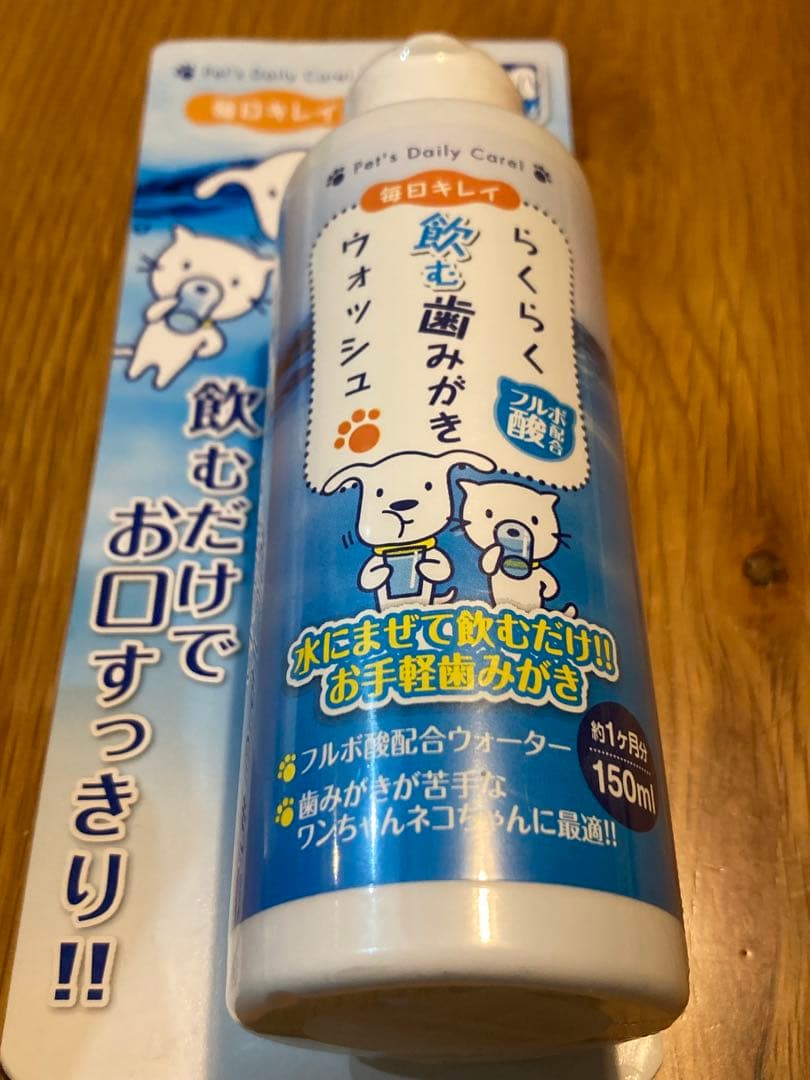 Pet's Daily Care!
毎日キレイ
飲むだけで
お口すっきり!!
Pet's Daily Care!
毎日キレイ
らくらく
飲む歯みがき
ウォッシュ
フルボ酸配合
水にまぜて飲むだけ!!
お手軽歯みがき
フルボ酸配合ウォーター
歯みがきが苦手な
ワンちゃんネコちゃんに最適!!
約1ヶ月分
150ml